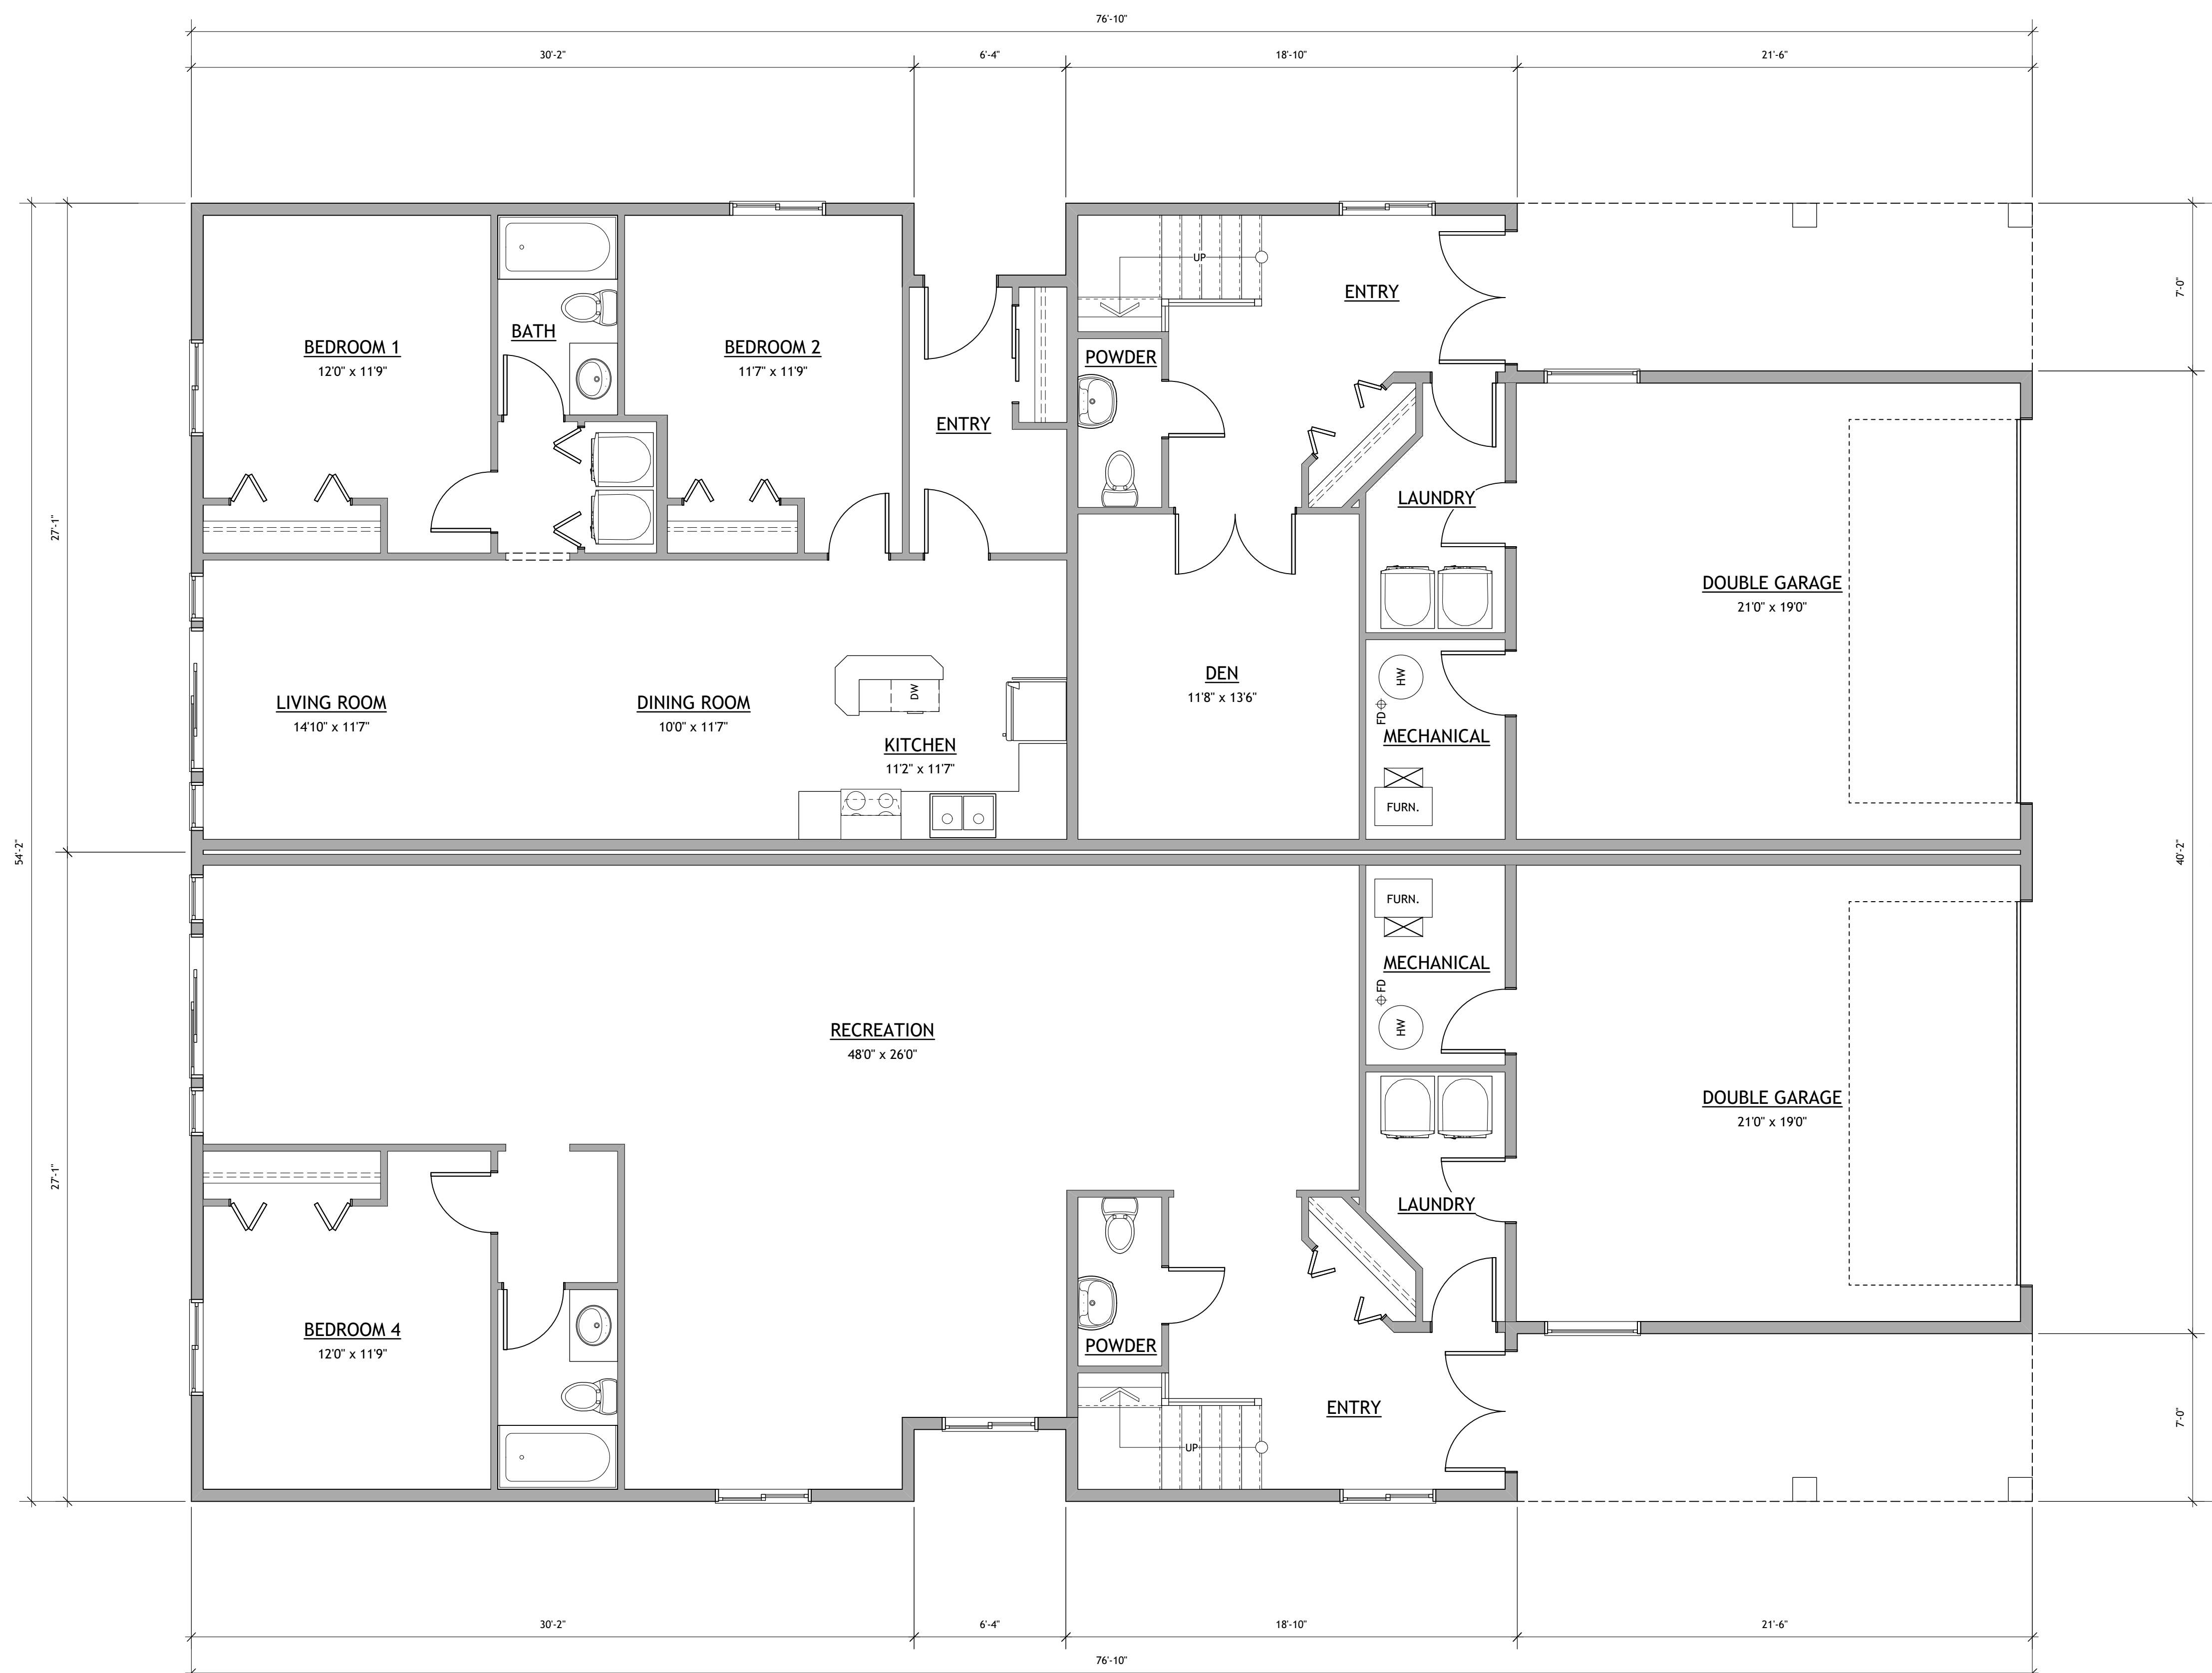 76'-10"
30'-2" 6'-4" 18'-10" 21'-6"
UP
ENTRY
7'-0"
BATH
BEDROOM 1
12'0" x 11'9"
BEDROOM 2
11'7" x 11'9"
POWDER
ENTRY
LAUNDRY
27'-1"
DOUBLE GARAGE
21'0" x 19'0"
DEN
11'8" x 13'6"
HW
FD
MECHANICAL
FURN.
LIVING ROOM
14'10" x 11'7"
DINING ROOM
10'0" x 11'7"
DW
KITCHEN
11'2" x 11'7"
54'-2"
40'-2"
FURN.
MECHANICAL
FD
HW
RECREATION
48'0" x 26'0"
DOUBLE GARAGE
21'0" x 19'0"
27'-1"
LAUNDRY
BEDROOM 4
12'0" x 11'9"
POWDER
ENTRY
7'-0"
UP
30'-2" 6'-4" 18'-10" 21'-6"
76'-10"